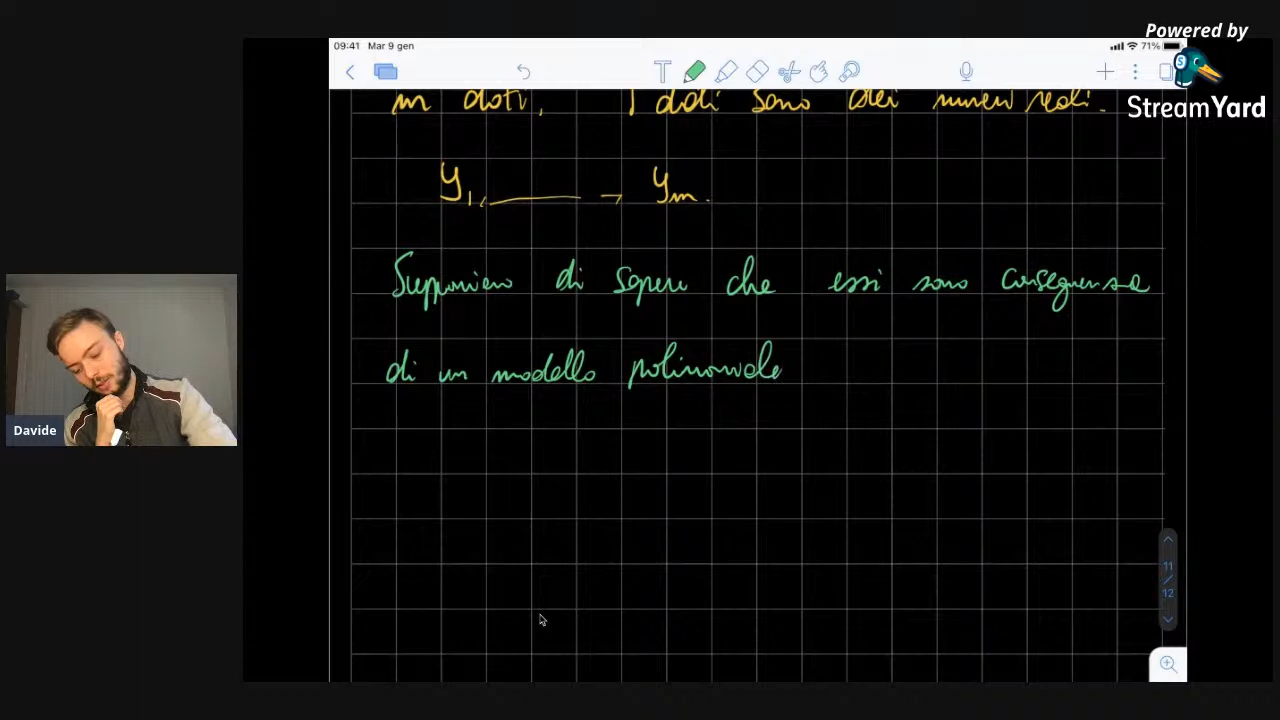 Powered by
StreamYard
09:41 Mar 9 gen
71%
m dati, I dati sono dei numeri reali.
y1, → ym.
Supponiamo di sapere che essi sono conseguenza
di un modello polinomiale
11
/
12
Davide